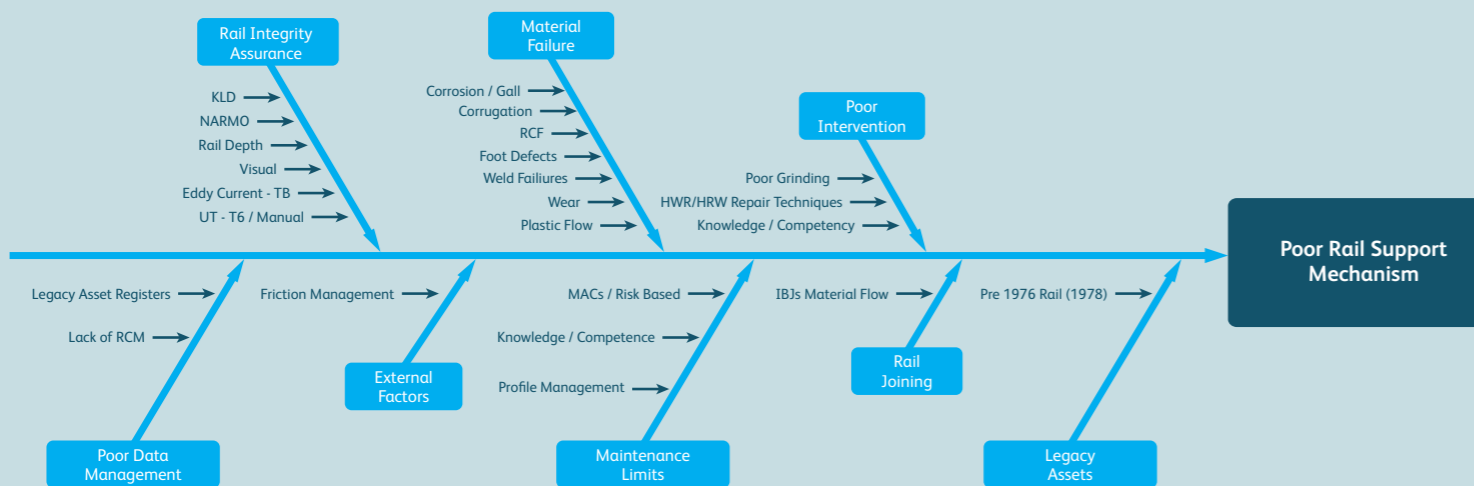 Rail Integrity
Assurance
KLD
NARMO
Rail Depth
Visual
Eddy Current - TB
UT - T6 / Manual
Material
Failure
Corrosion / Gall
Corrugation
RCF
Foot Defects
Weld Failiures
Wear
Plastic Flow
Poor
Intervention
Poor Grinding
HWR/HRW Repair Techniques
Knowledge / Competency
Poor Rail Support
Mechanism
Legacy Asset Registers
Lack of RCM
Poor Data
Management
Friction Management
External
Factors
MACs / Risk Based
Knowledge / Competence
Profile Management
Maintenance
Limits
IBJs Material Flow
Rail
Joining
Pre 1976 Rail (1978)
Legacy
Assets